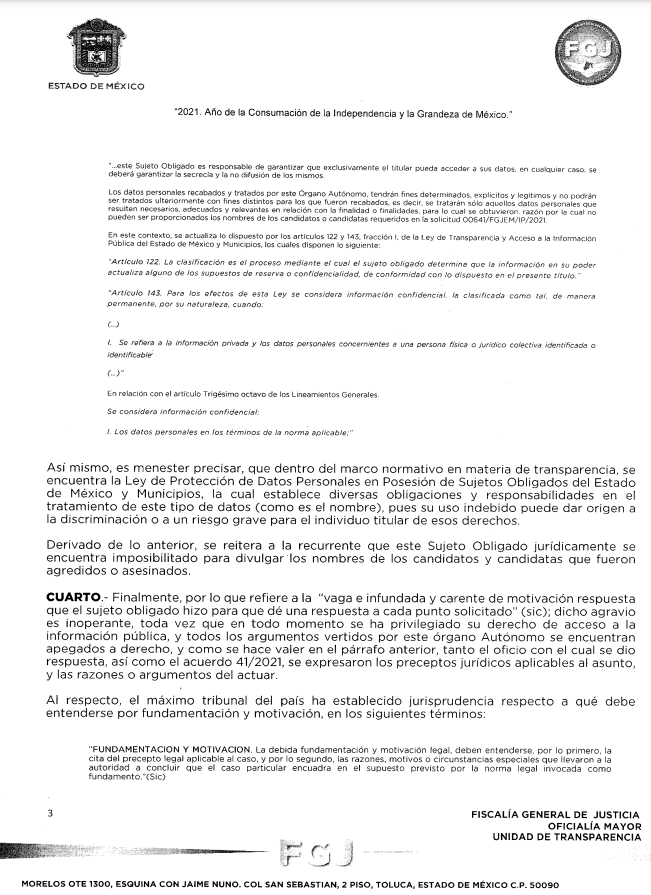 ESTADO DE MÉXICO
FGJ
"2021. Año de la Consumación de la Independencia y la Grandeza de México."
"...este Sujeto Obligado es responsable de garantizar que exclusivamente el titular pueda acceder a sus datos, en cualquier caso, se
deberá garantizar la secrecía y la no difusión de los mismos.
Los datos personales recabados y tratados por este Órgano Autónomo, tendrán fines determinados, explícitos y legítimos y no podrán
ser tratados ulteriormente con fines distintos para los que fueron recabados, es decir, se tratarán sólo aquellos datos personales que
resulten necesarios, adecuados y relevantes en relación con la finalidad o finalidades, para lo cual se obtuvieron. razón por la cual no
pueden ser proporcionados los nombres de los candidatos o candidatas requeridos en la solicitud 00641/FGJEM/IP/2021.
En este contexto, se actualiza lo dispuesto por los artículos 122 y 143, fracción I, de la Ley de Transparencia y Acceso a la Información
Pública del Estado de México y Municipios, los cuales disponen lo siguiente:
"Artículo 122. La clasificación es el proceso mediante el cual el sujeto obligado determina que la información en su poder
actualiza alguno de los supuestos de reserva o confidencialidad, de conformidad con lo dispuesto en el presente título."
"Artículo 143. Para los efectos de esta Ley se considera información confidencial, la clasificada como tal, de manera
permanente, por su naturaleza, cuando:
(...)
I. Se refiera a la información privada y los datos personales concernientes a una persona física o jurídico colectiva identificada o
identificable'
(...)"
En relación con el artículo Trigésimo octavo de los Lineamientos Generales.
Se considera información confidencial:
I. Los datos personales en los términos de la norma aplicable;"
Así mismo, es menester precisar, que dentro del marco normativo en materia de transparencia, se
encuentra la Ley de Protección de Datos Personales en Posesión de Sujetos Obligados del Estado
de México y Municipios, la cual establece diversas obligaciones y responsabilidades en el
tratamiento de este tipo de datos (como es el nombre), pues su uso indebido puede dar origen a
la discriminación o a un riesgo grave para el individuo titular de esos derechos.
Derivado de lo anterior, se reitera a la recurrente que este Sujeto Obligado jurídicamente se
encuentra imposibilitado para divulgar los nombres de los candidatos y candidatas que fueron
agredidos o asesinados.
CUARTO.- Finalmente, por lo que refiere a la "vaga e infundada y carente de motivación respuesta
que el sujeto obligado hizo para que dé una respuesta a cada punto solicitado" (sic); dicho agravio
es inoperante, toda vez que en todo momento se ha privilegiado su derecho de acceso a la
información pública, y todos los argumentos vertidos por este órgano Autónomo se encuentran
apegados a derecho, y como se hace valer en el párrafo anterior, tanto el oficio con el cual se dio
respuesta, así como el acuerdo 41/2021, se expresaron los preceptos jurídicos aplicables al asunto,
y las razones o argumentos del actuar.
Al respecto, el máximo tribunal del país ha establecido jurisprudencia respecto a qué debe
entenderse por fundamentación y motivación, en los siguientes términos:
"FUNDAMENTACION Y MOTIVACION. La debida fundamentación y motivación legal, deben entenderse, por lo primero, la
cita del precepto legal aplicable al caso, y por lo segundo, las razones, motivos o circunstancias especiales que llevaron a la
autoridad a concluir que el caso particular encuadra en el supuesto previsto por la norma legal invocada como
fundamento."(Sic)
3
FISCALÍA GENERAL DE JUSTICIA
OFICIALÍA MAYOR
UNIDAD DE TRANSPARENCIA
FGJ
MORELOS OTE 1300, ESQUINA CON JAIME NUNO. COL SAN SEBASTIAN, 2 PISO, TOLUCA, ESTADO DE MÉXICO C.P. 50090